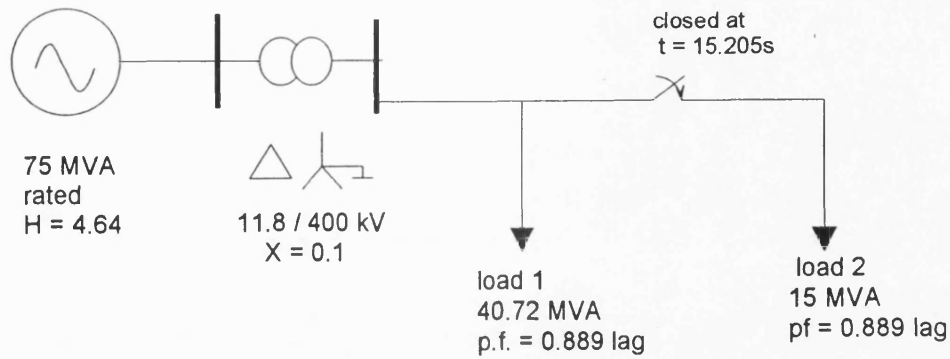 closed at
t = 15.205s
75 MVA
rated
H = 4.64
11.8 / 400 kV
X = 0.1
load 1
40.72 MVA
p.f. = 0.889 lag
load 2
15 MVA
pf = 0.889 lag